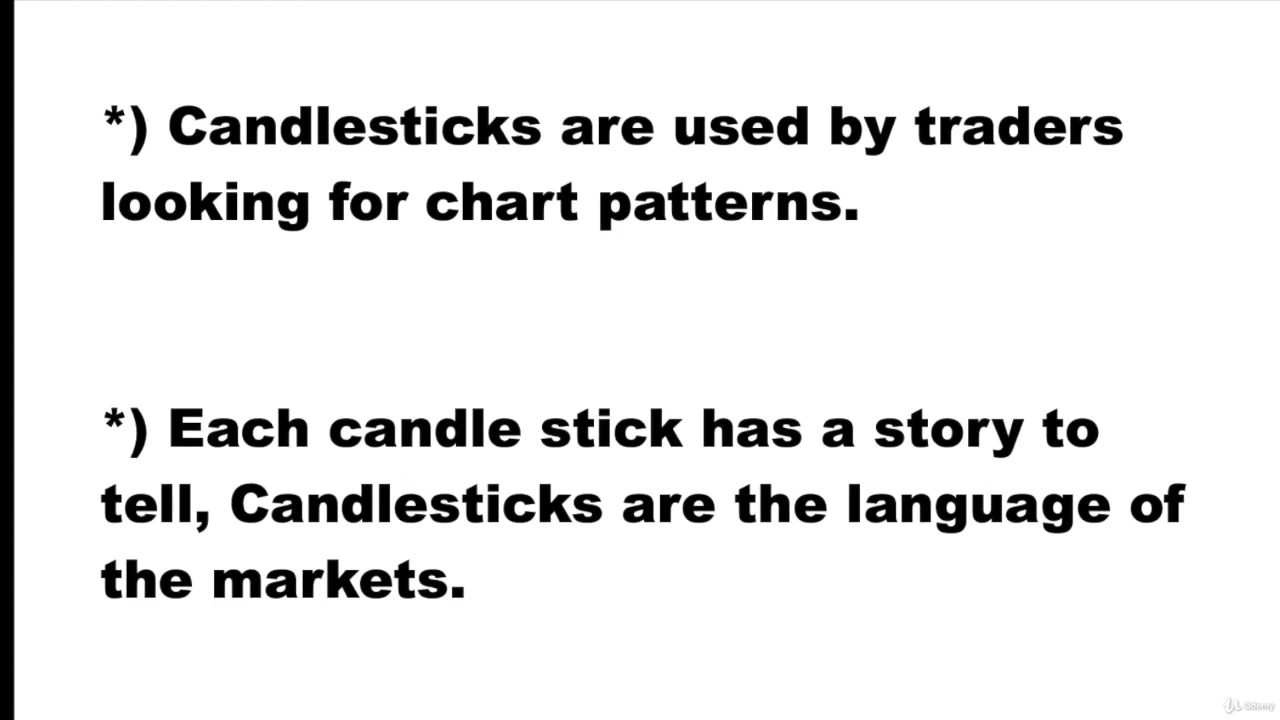 *) Candlesticks are used by traders
looking for chart patterns.
*) Each candle stick has a story to
tell, Candlesticks are the language of
the markets.
Udemy